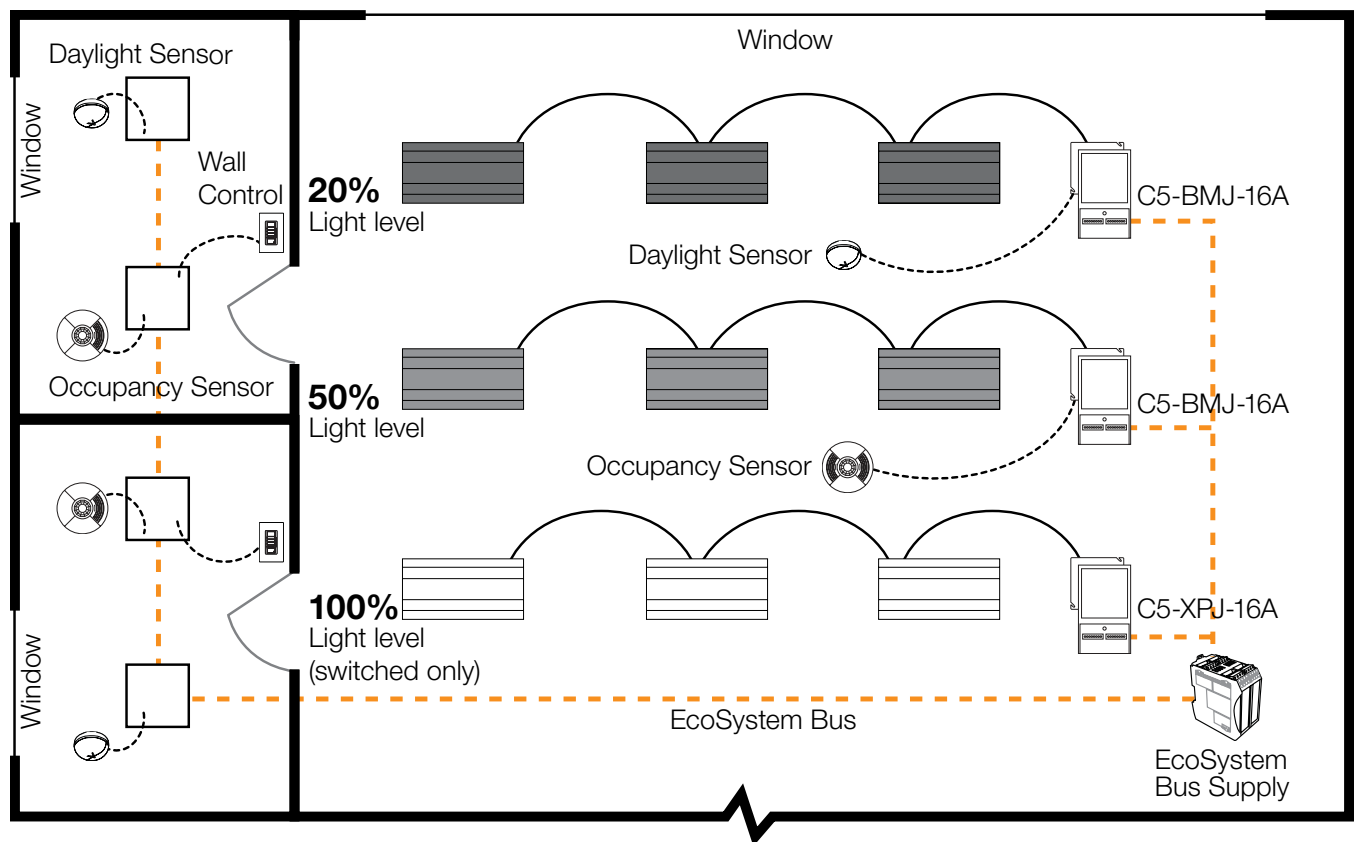 Daylight Sensor
Window
Wall
Control
Occupancy Sensor
Window
Window
20%
Light level
C5-BMJ-16A
Daylight Sensor
50%
Light level
C5-BMJ-16A
Occupancy Sensor
100%
Light level
(switched only)
C5-XPJ-16A
EcoSystem Bus
EcoSystem
Bus Supply